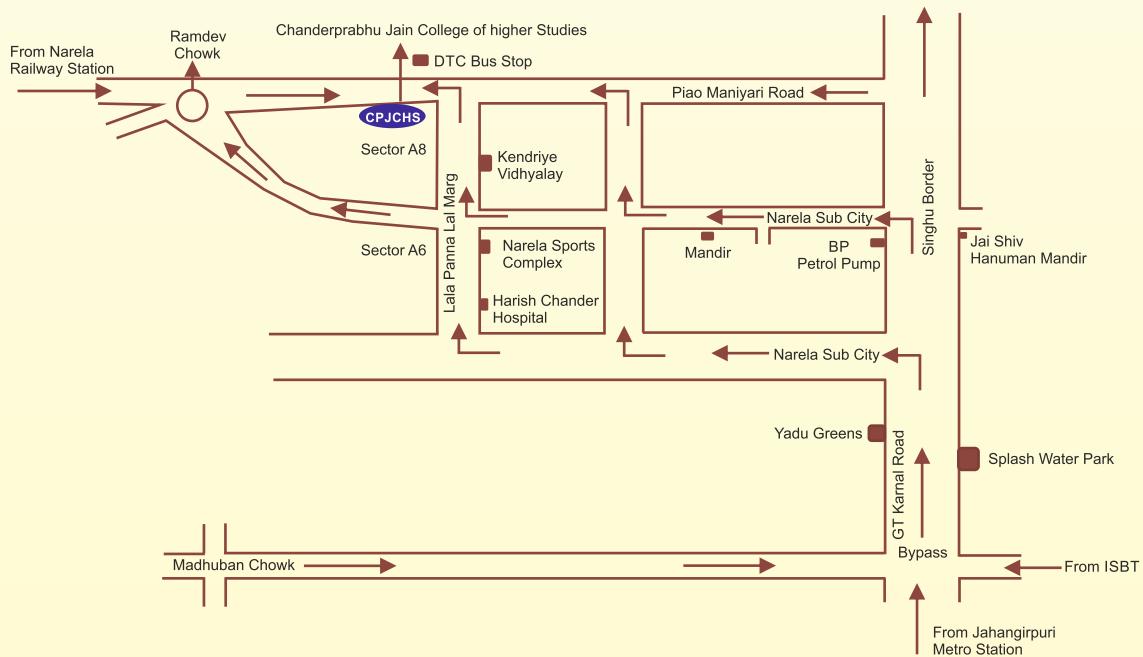 Chanderprabhu Jain College of higher Studies
Ramdev
Chowk
From Narela
Railway Station
DTC Bus Stop
Piao Maniyari Road
CPJCHS
Sector A8
Kendriye
Vidhyalay
Lala Panna Lal Marg
Singhu Border
Narela Sub City
Sector A6
Narela Sports
Complex
Mandir
BP
Petrol Pump
Jai Shiv
Hanuman Mandir
Harish Chander
Hospital
Narela Sub City
Yadu Greens
GT Karnal Road
Splash Water Park
Bypass
Madhuban Chowk
From ISBT
From Jahangirpuri
Metro Station